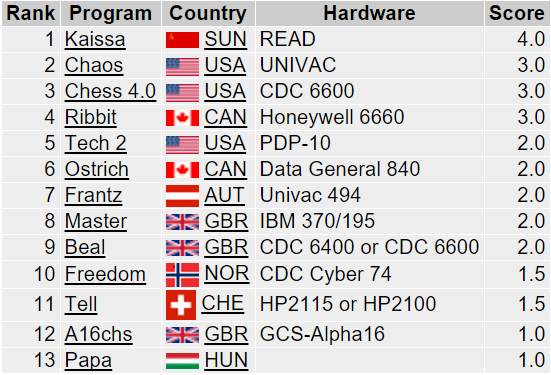 Rank Program Country Hardware Score
1 Kaissa SUN READ 4.0
2 Chaos USA UNIVAC 3.0
3 Chess 4.0 USA CDC 6600 3.0
4 Ribbit CAN Honeywell 6660 3.0
5 Tech 2 USA PDP-10 2.0
6 Ostrich CAN Data General 840 2.0
7 Frantz AUT Univac 494 2.0
8 Master GBR IBM 370/195 2.0
9 Beal GBR CDC 6400 or CDC 6600 2.0
10 Freedom NOR CDC Cyber 74 1.5
11 Tell CHE HP2115 or HP2100 1.5
12 A16chs GBR GCS-Alpha16 1.0
13 Papa HUN 1.0